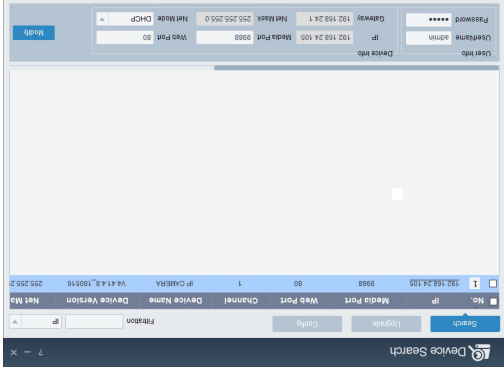 Device Search
Search Upgrade Config Filtration IP
No. IP Media Port Web Port Channel Device Name Device Version Net Ma
1 192.168.24.105 9988 80 1 IP CAMERA V4.41.4.8_180516 255.255.2
User Info Device Info
UserName admin IP 192.168.24.105 Media Port 9988 Web Port 80
Password ●●●●● Gateway 192.168.24.1 Net Mask 255.255.255.0 Net Mode DHCP
Modify